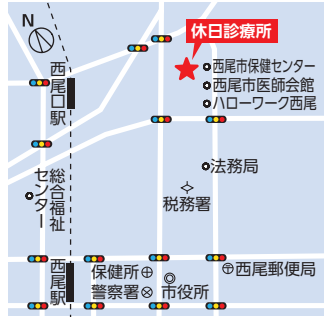 N
休日診療所
西尾市保健センター
西尾市医師会館
ハローワーク西尾
西尾口駅
法務局
税務署
総合福祉
センター
西尾駅
保健所
警察署
市役所
西尾郵便局